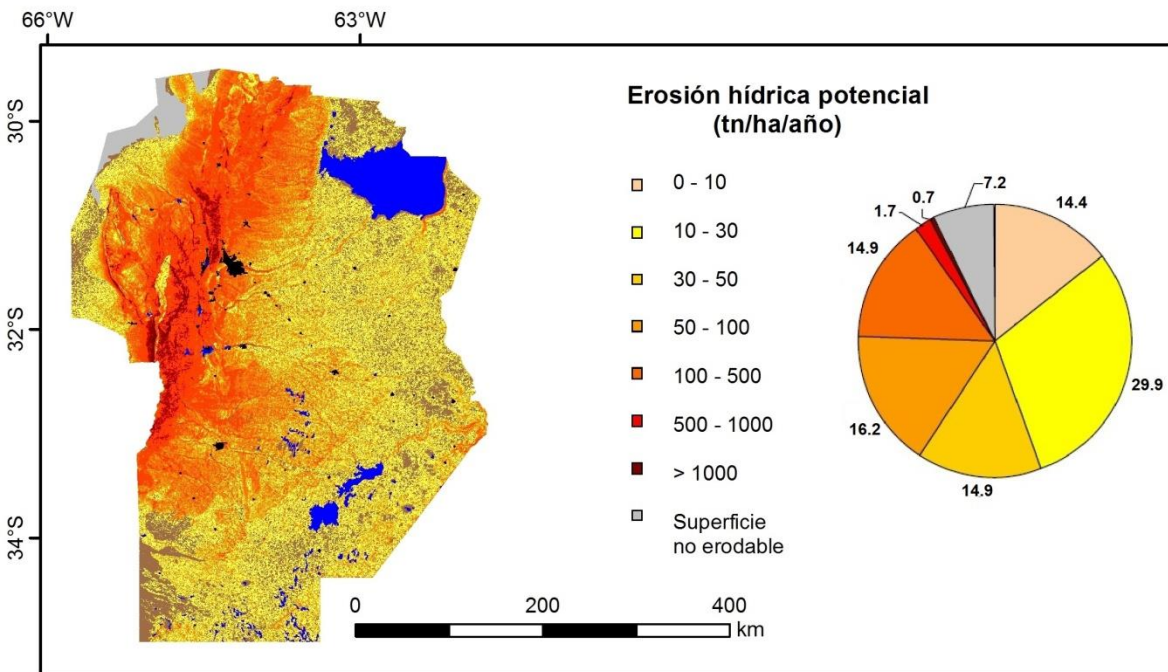 66°W
63°W
30°S
32°S
34°S
Erosión hídrica potencial
(tn/ha/año)
0 - 10
10 - 30
30 - 50
50 - 100
100 - 500
500 - 1000
> 1000
Superficie
no erodable
0.7
7.2
1.7
14.4
14.9
29.9
16.2
14.9
0
200
400
km